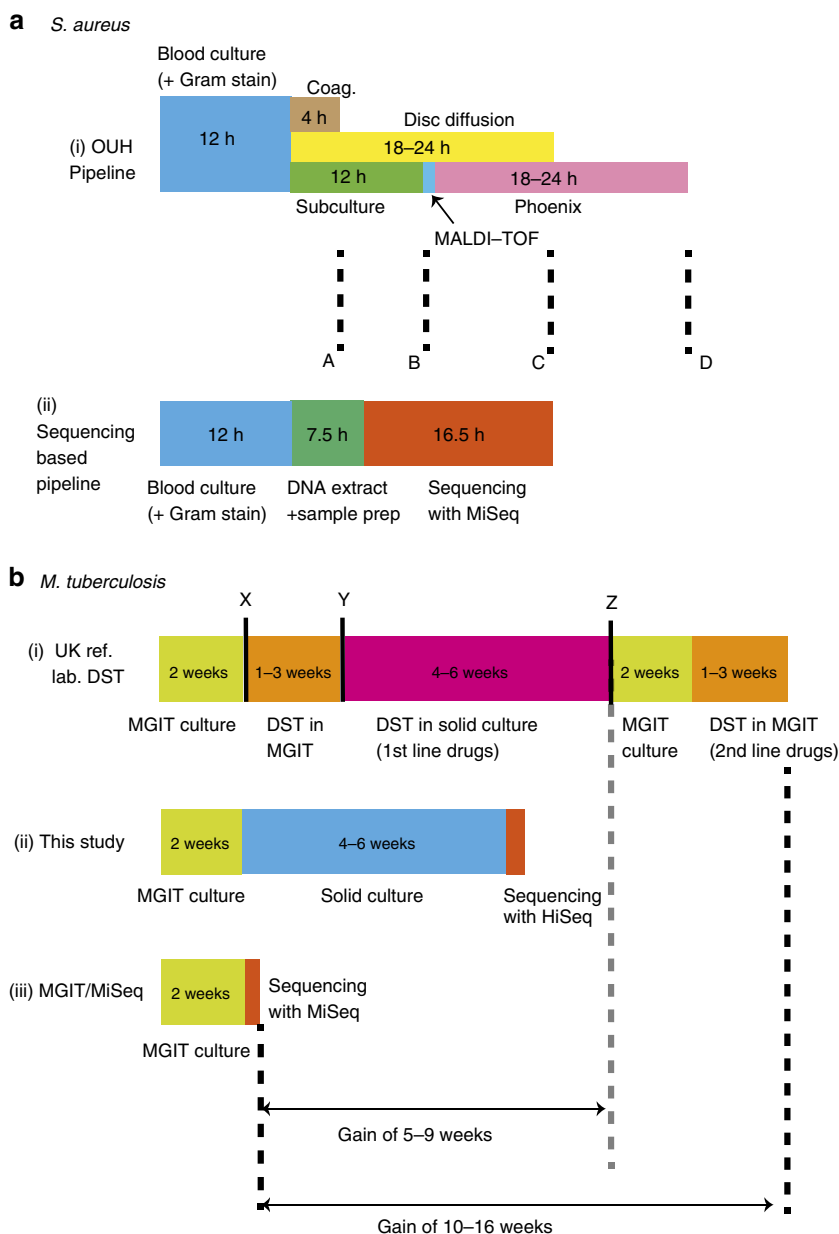 a S. aureus
Blood culture
(+ Gram stain)
Coag.
4 h
Disc diffusion
12 h
(i) OUH
Pipeline
18–24 h
12 h
18–24 h
Subculture
Phoenix
MALDI–TOF
A
B
C
D
(ii)
Sequencing
based
pipeline
12 h
7.5 h
16.5 h
Blood culture
(+ Gram stain)
DNA extract
+sample prep
Sequencing
with MiSeq
b M. tuberculosis
X
Y
Z
(i) UK ref.
lab. DST
2 weeks
1–3 weeks
4–6 weeks
2 weeks
1–3 weeks
MGIT culture
DST in
MGIT
DST in solid culture
(1st line drugs)
MGIT
culture
DST in MGIT
(2nd line drugs)
(ii) This study
2 weeks
4–6 weeks
MGIT culture
Solid culture
Sequencing
with HiSeq
(iii) MGIT/MiSeq
2 weeks
Sequencing
with MiSeq
MGIT culture
Gain of 5–9 weeks
Gain of 10–16 weeks